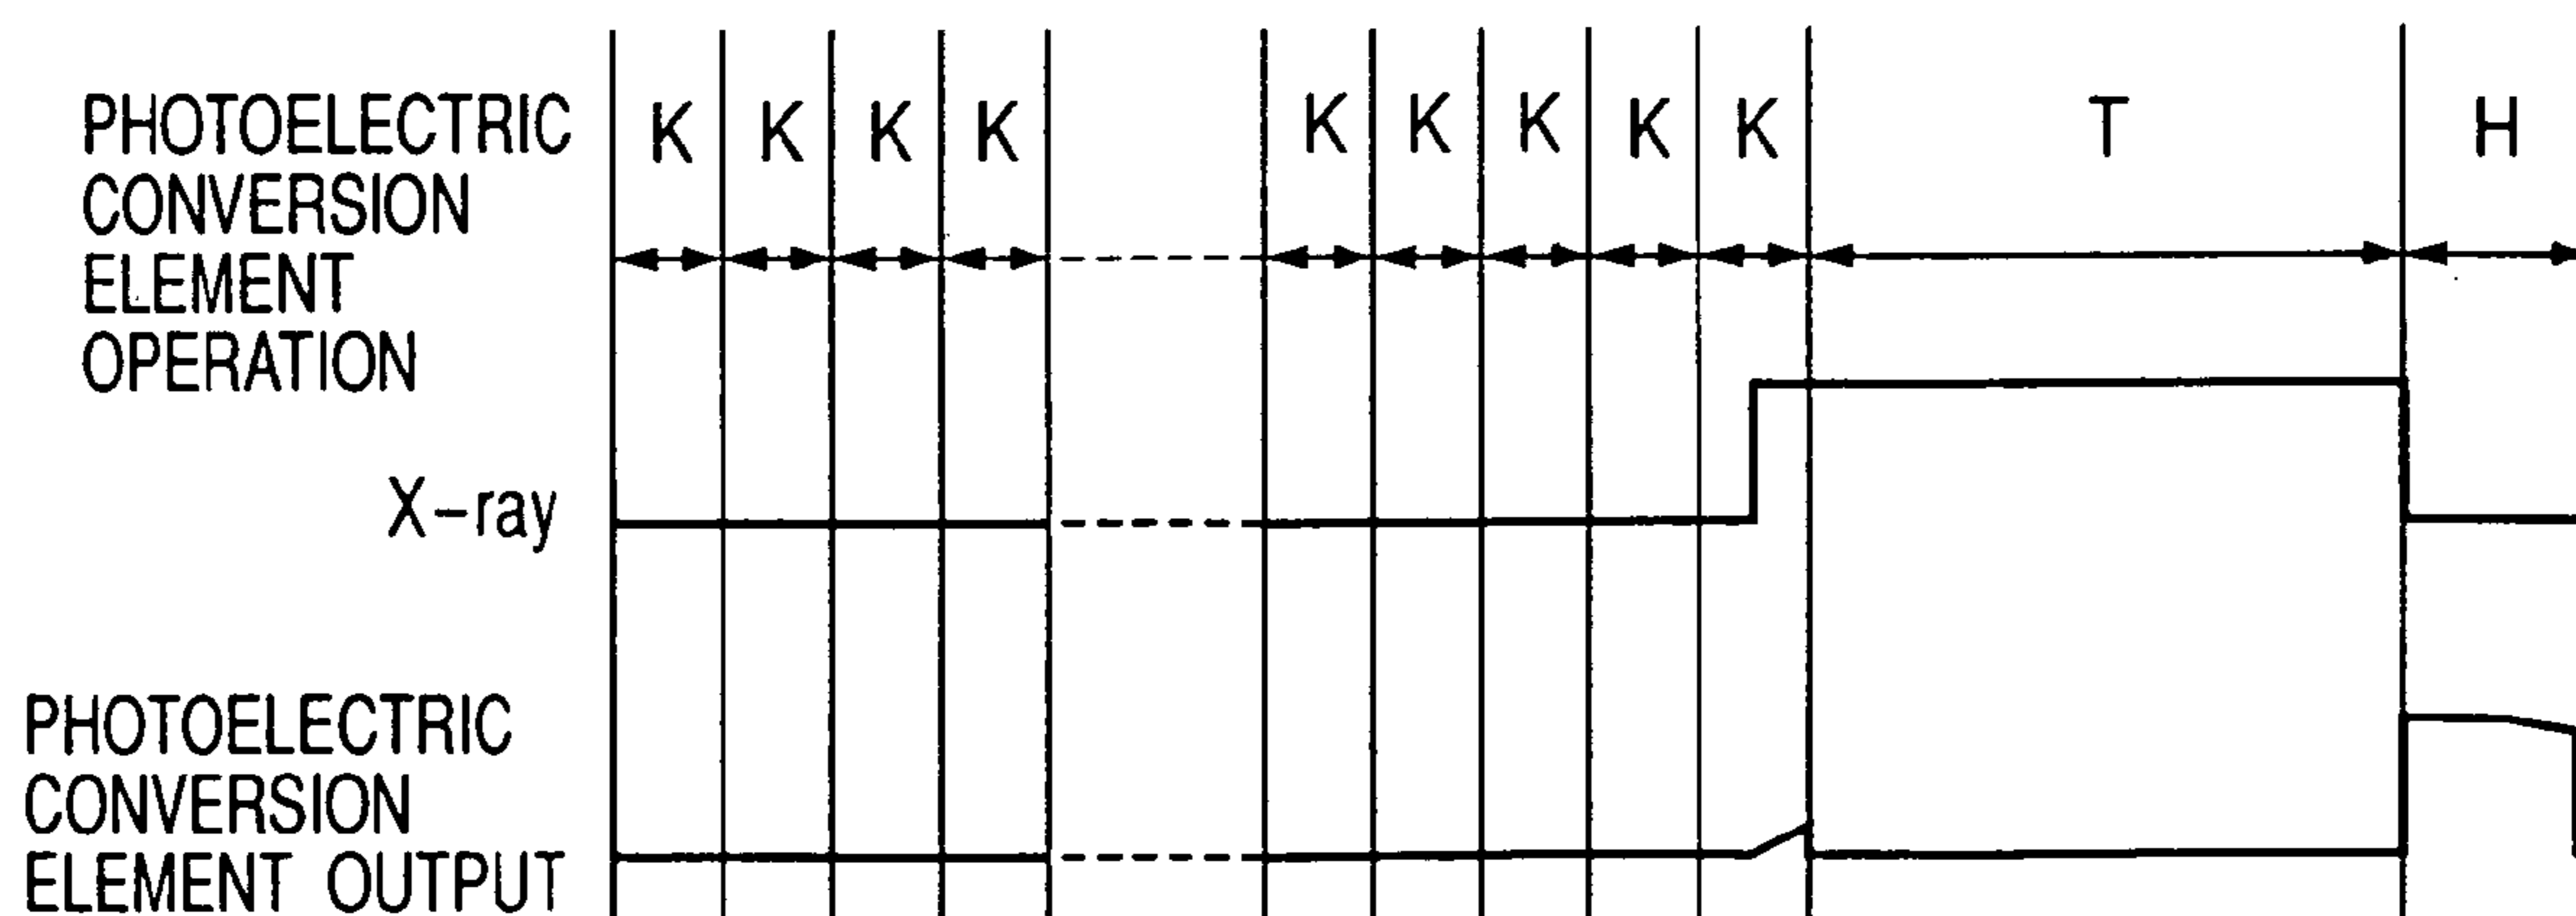 PHOTOELECTRIC
CONVERSION
ELEMENT
OPERATION
K K K K K K K K K T H
X-ray
PHOTOELECTRIC
CONVERSION
ELEMENT OUTPUT